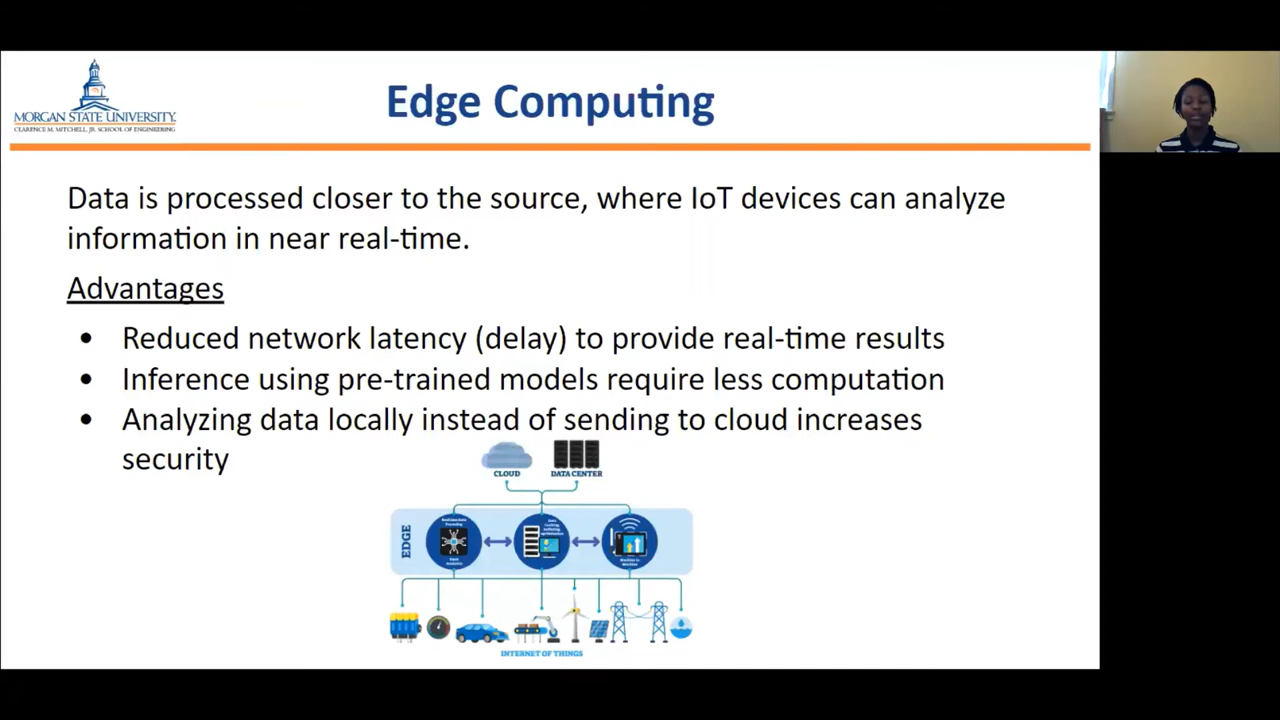 MORGAN STATE UNIVERSITY
CLARENCE M. MITCHELL, JR. SCHOOL OF ENGINEERING
Edge Computing
Data is processed closer to the source, where IoT devices can analyze
information in near real-time.
Advantages
• Reduced network latency (delay) to provide real-time results
• Inference using pre-trained models require less computation
• Analyzing data locally instead of sending to cloud increases
security
CLOUD
DATA CENTER
EDGE
Machine to
Machine
INTERNET OF THINGS